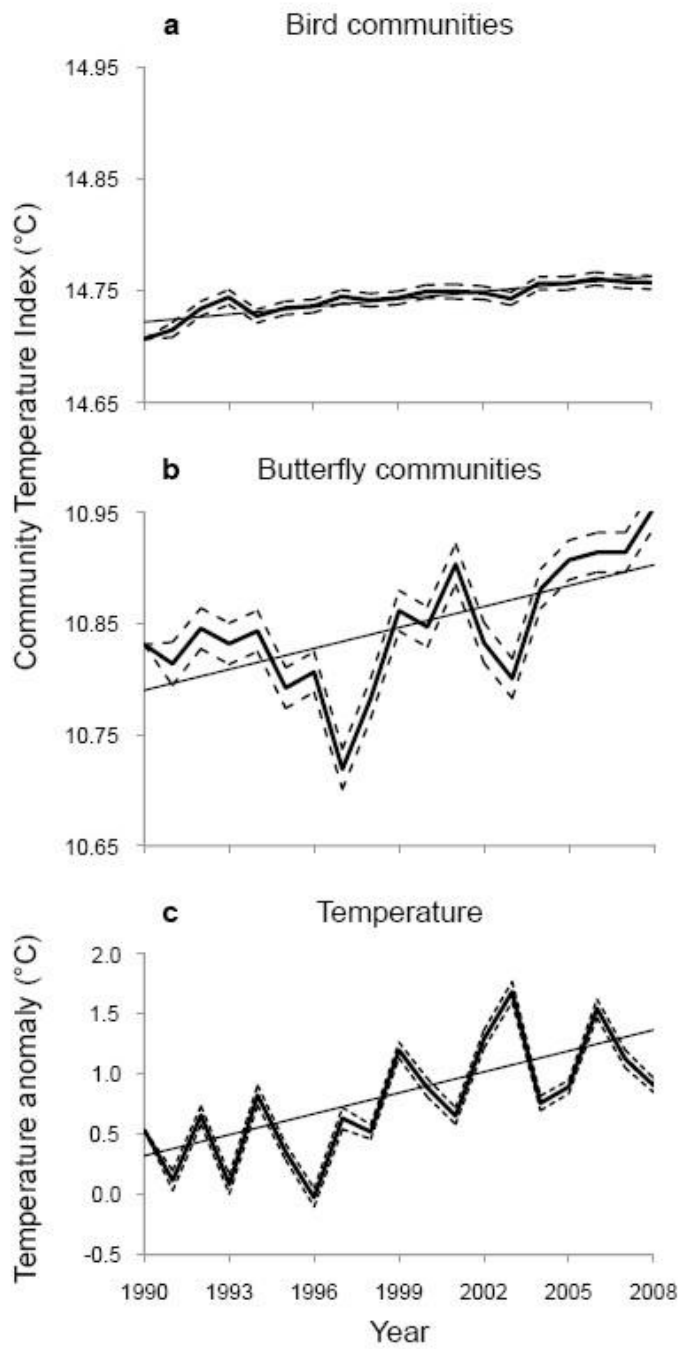 a Bird communities
14.95
14.85
14.75
14.65
Community Temperature Index (°C)
b Butterfly communities
10.95
10.85
10.75
10.65
c Temperature
Temperature anomaly (°C)
2.0
1.5
1.0
0.5
0.0
-0.5
1990 1993 1996 1999 2002 2005 2008
Year